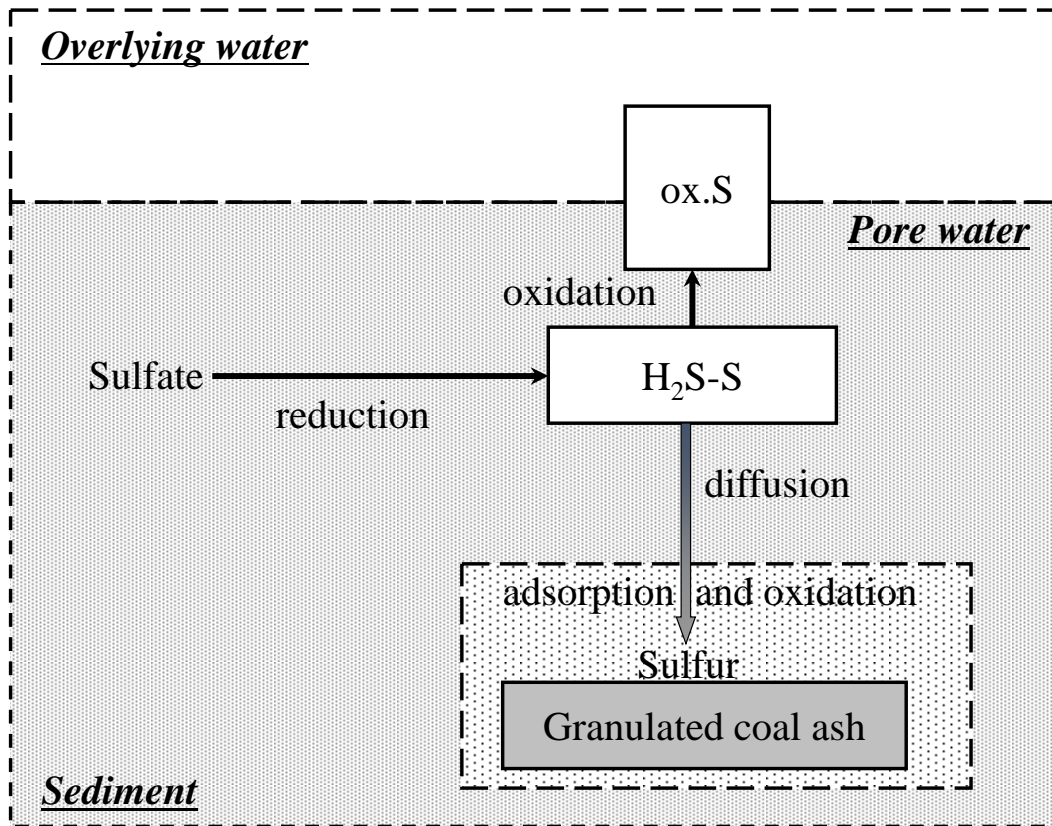 Overlying water
ox.S
Pore water
oxidation
Sulfate
H₂S-S
reduction
diffusion
adsorption and oxidation
Sulfur
Granulated coal ash
Sediment